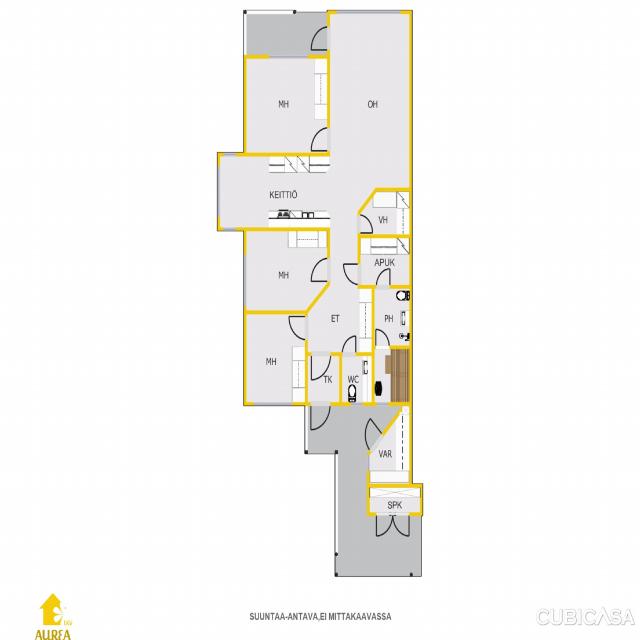 MH
OH
KEITTIÖ
VH
MH
APUK
ET
PH
MH
TK
WC
VAR
SPK
SUUNTAA-ANTAVA,EI MITTAKAAVASSA
CUBICASA
LKV
AUREA